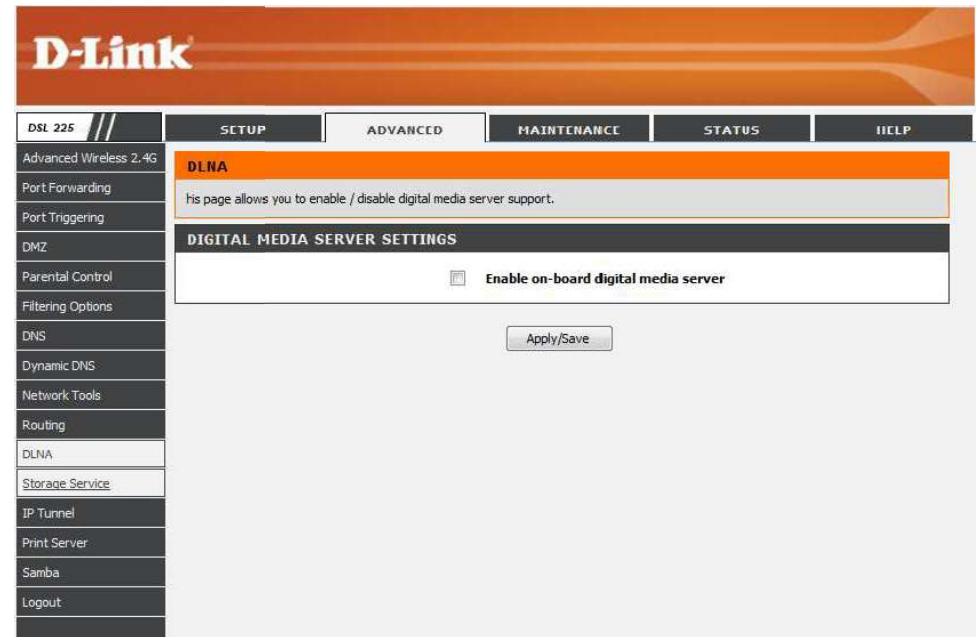 D-Link
DSL 225
SETUP
ADVANCED
MAINTENANCE
STATUS
HELP
Advanced Wireless 2.4G
Port Forwarding
Port Triggering
DMZ
Parental Control
Filtering Options
DNS
Dynamic DNS
Network Tools
Routing
DLNA
Storage Service
IP Tunnel
Print Server
Samba
Logout
DLNA
his page allows you to enable / disable digital media server support.
DIGITAL MEDIA SERVER SETTINGS
Enable on-board digital media server
Apply/Save